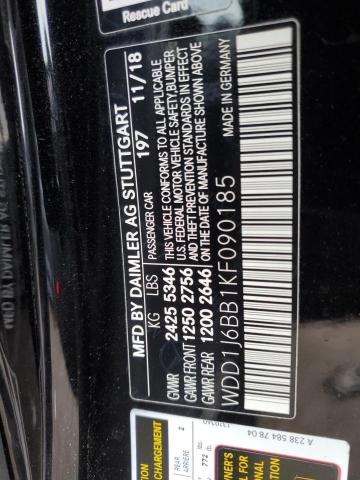 Rescue Card
MFD BY DAIMLER AG STUTTGART
197 11/18
PASSENGER CAR
THIS VEHICLE CONFORMS TO ALL APPLICABLE
U.S. FEDERAL MOTOR VEHICLE SAFETY,BUMPER,
AND THEFT PREVENTION STANDARDS IN EFFECT
ON THE DATE OF MANUFACTURE SHOWN ABOVE
KG LBS
GVWR 2425 5346
GAWR FRONT 1250 2756
GAWR REAR 1200 2646
MADE IN GERMANY
WDD1J6BB1KF090185
A 238 584 78 04
CHARGEMENT
REAR
ARRIERE
2
lbs.
772